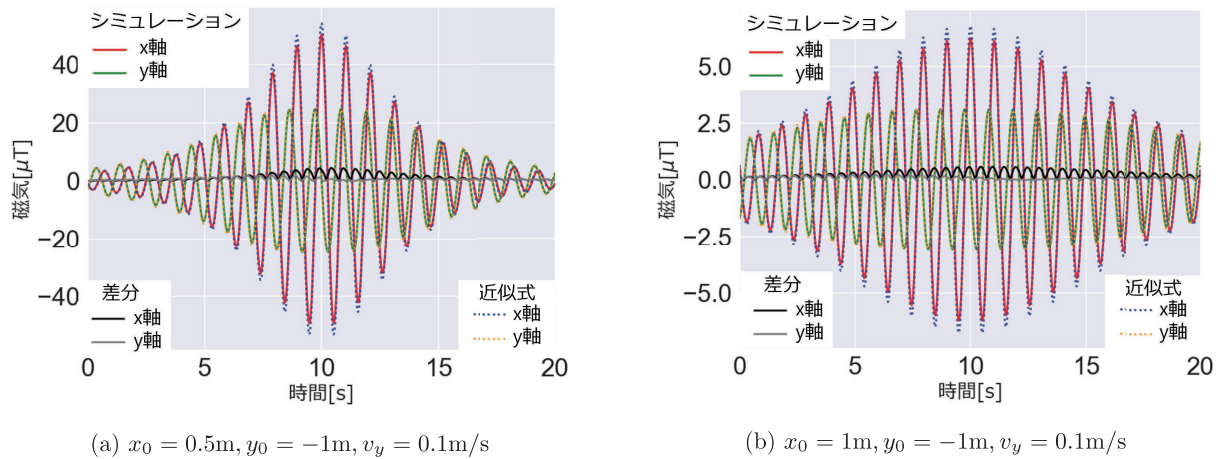 シミュレーション
x軸
y軸
40
20
0
−20
−40
磁気[μT]
差分
x軸
y軸
近似式
x軸
y軸
0
5
10
15
20
時間[s]
(a) x₀ = 0.5m, y₀ = −1m, v_y = 0.1m/s
シミュレーション
x軸
y軸
5.0
2.5
0.0
−2.5
−5.0
磁気[μT]
差分
x軸
y軸
近似式
x軸
y軸
0
5
10
15
20
時間[s]
(b) x₀ = 1m, y₀ = −1m, v_y = 0.1m/s